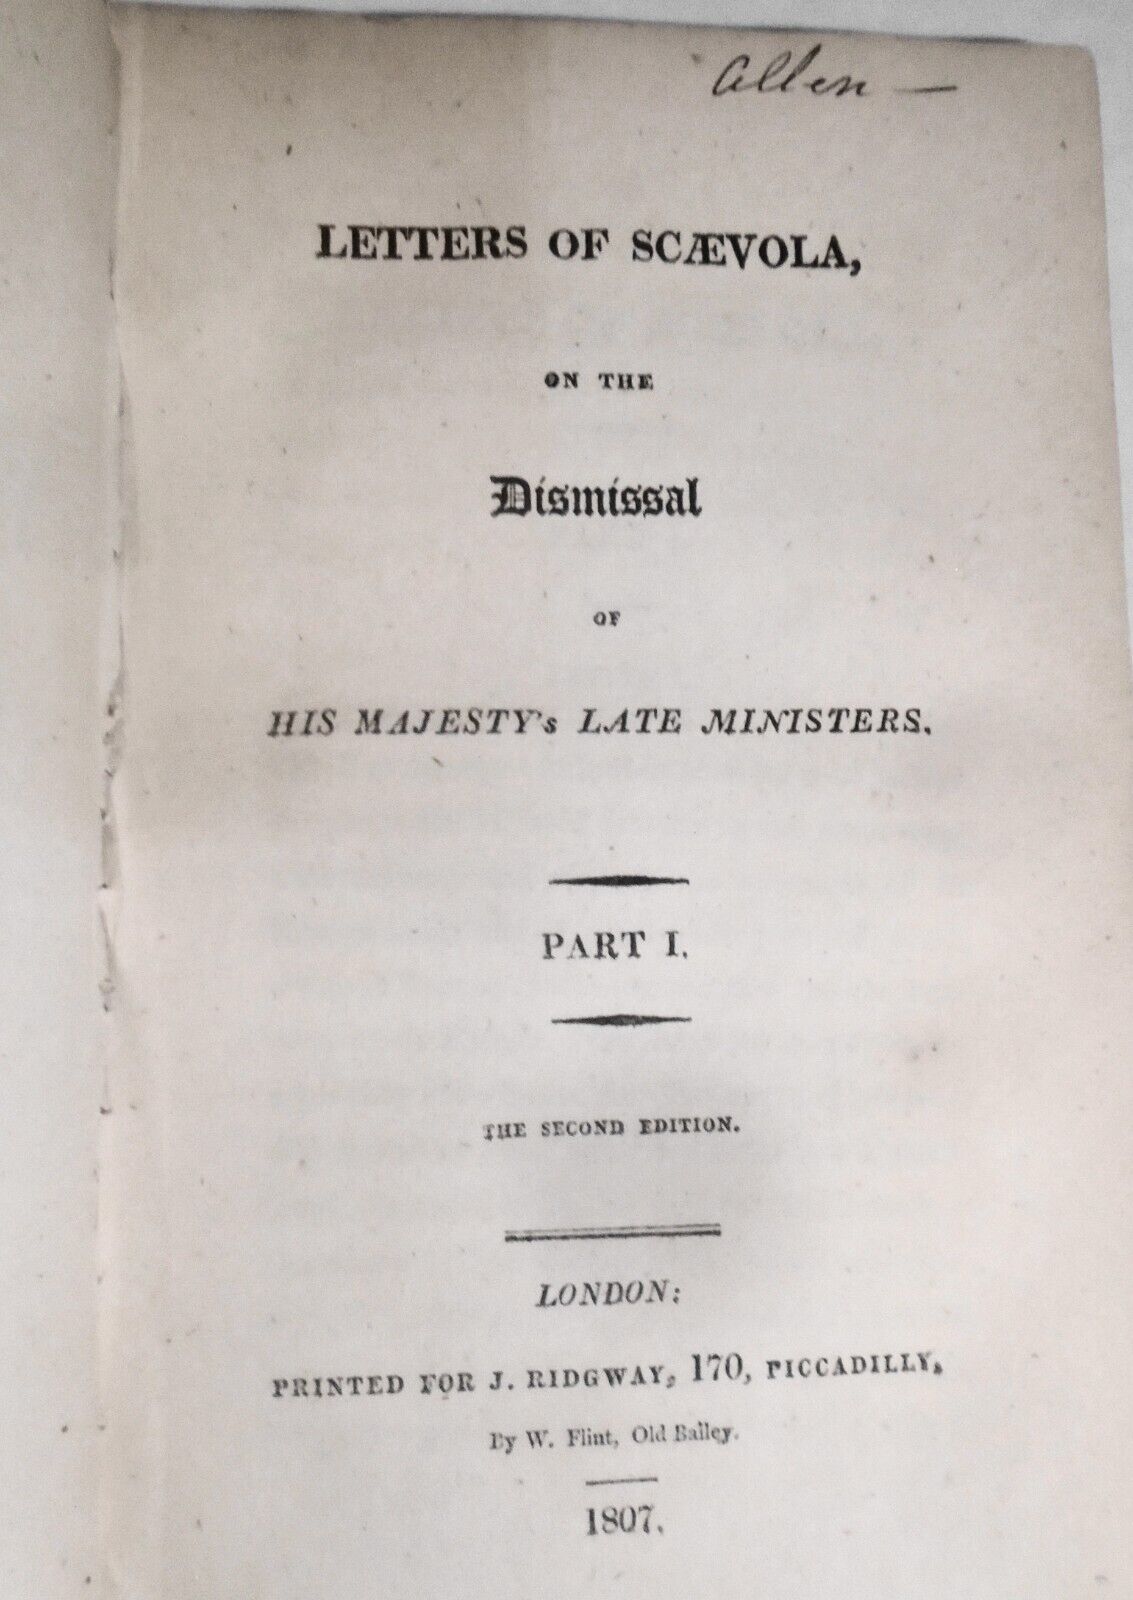 Allen —
LETTERS OF SCÆVOLA,
ON THE
Dismissal
OF
HIS MAJESTY's LATE MINISTERS.
PART I.
THE SECOND EDITION.
LONDON:
PRINTED FOR J. RIDGWAY, 170, PICCADILLY,
By W. Flint, Old Bailey.
1807.